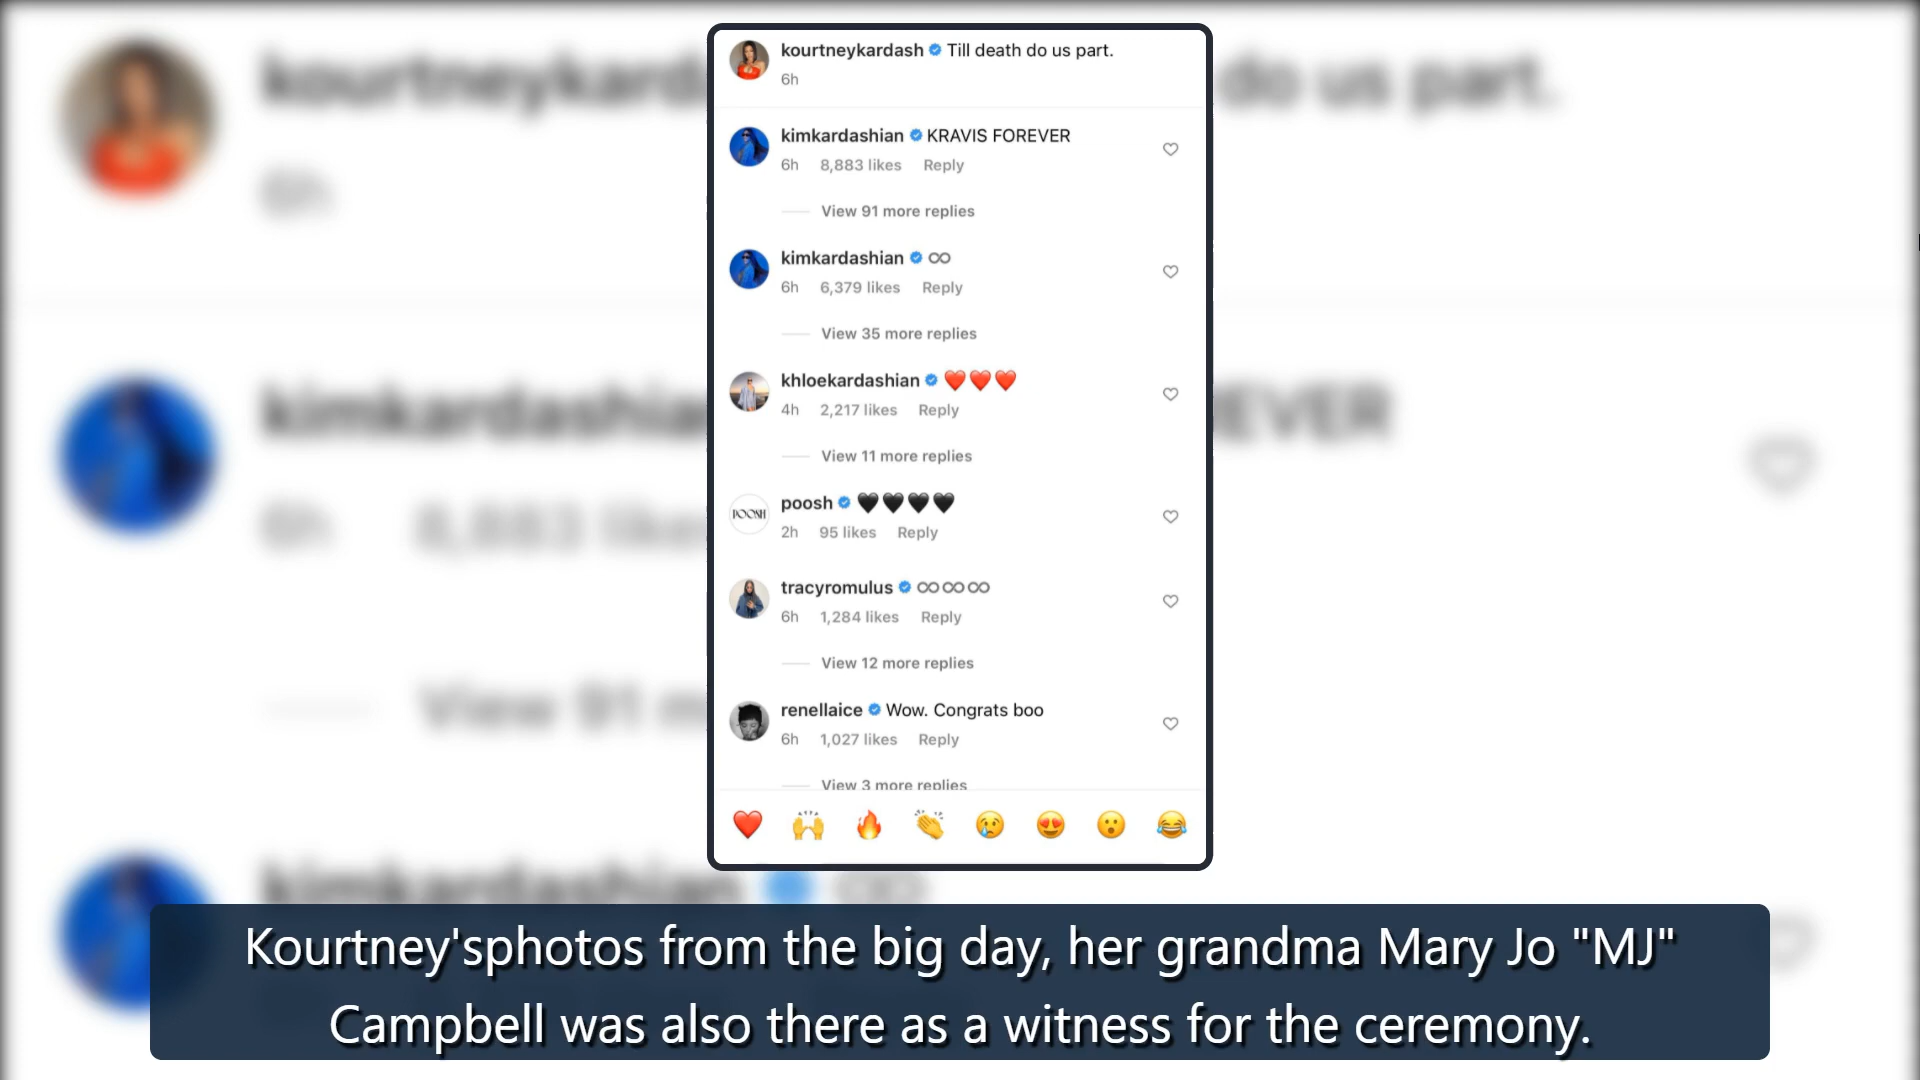 kourtneykardash Till death do us part.
6h
kimkardashian KRAVIS FOREVER
6h 8,883 likes Reply
View 91 more replies
kimkardashian ∞
6h 6,379 likes Reply
View 35 more replies
khloekardashian ❤️❤️❤️
4h 2,217 likes Reply
View 11 more replies
POOSH
poosh 🖤🖤🖤🖤
2h 95 likes Reply
tracyromulus ∞∞∞
6h 1,284 likes Reply
View 12 more replies
renellaice Wow. Congrats boo
6h 1,027 likes Reply
View 3 more replies
Kourtney'sphotos from the big day, her grandma Mary Jo "MJ"
Campbell was also there as a witness for the ceremony.